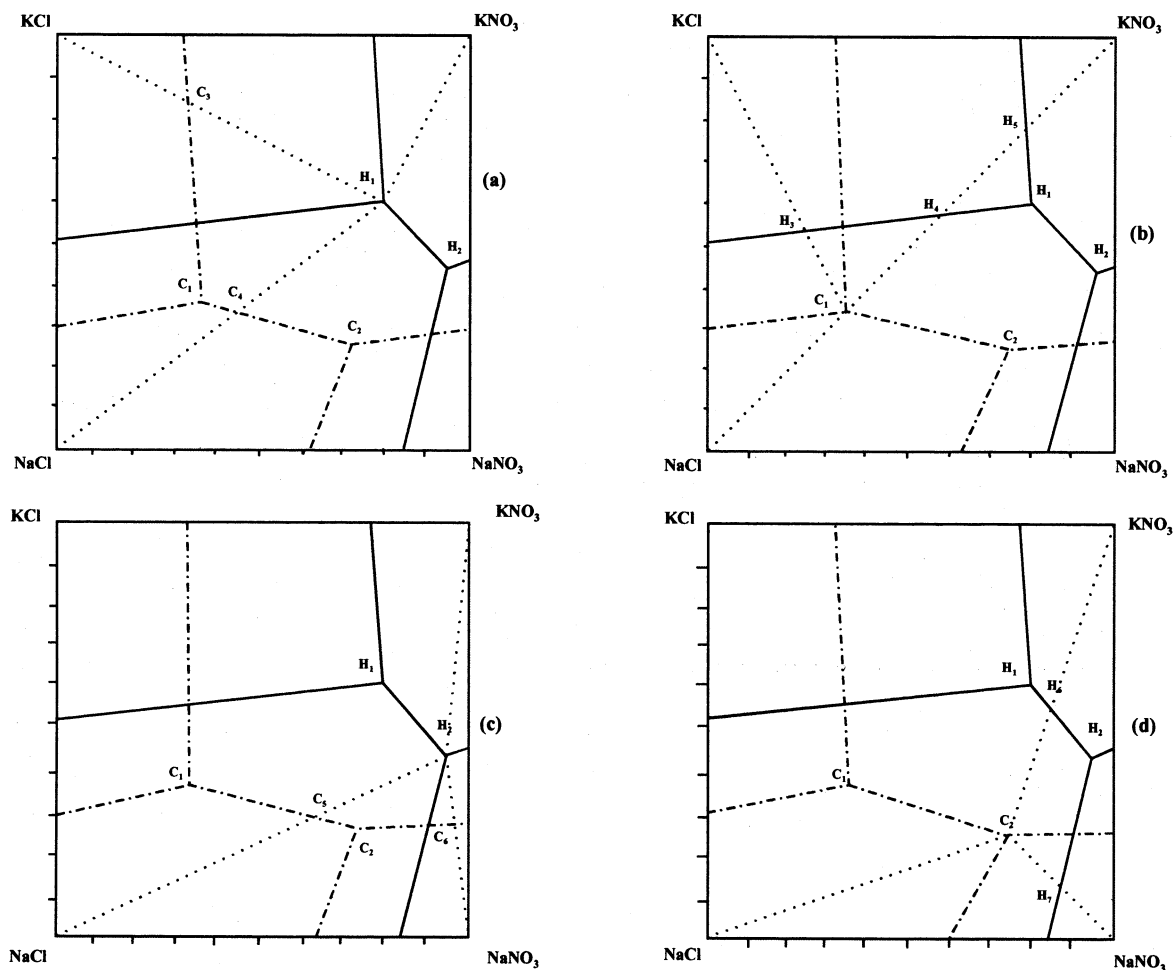 KCl KNO₃
C₃
H₁
(a)
H₂
C₁ C₄
C₂
NaCl NaNO₃
KCl KNO₃
H₅
H₁
H₄
H₃
(b)
H₂
C₁
C₂
NaCl NaNO₃
KCl KNO₃
H₁
H₂ (c)
C₁
C₅
C₆
C₂
NaCl NaNO₃
KCl KNO₃
H₁ H₆
H₂ (d)
C₁
C₂
H₇
NaCl NaNO₃